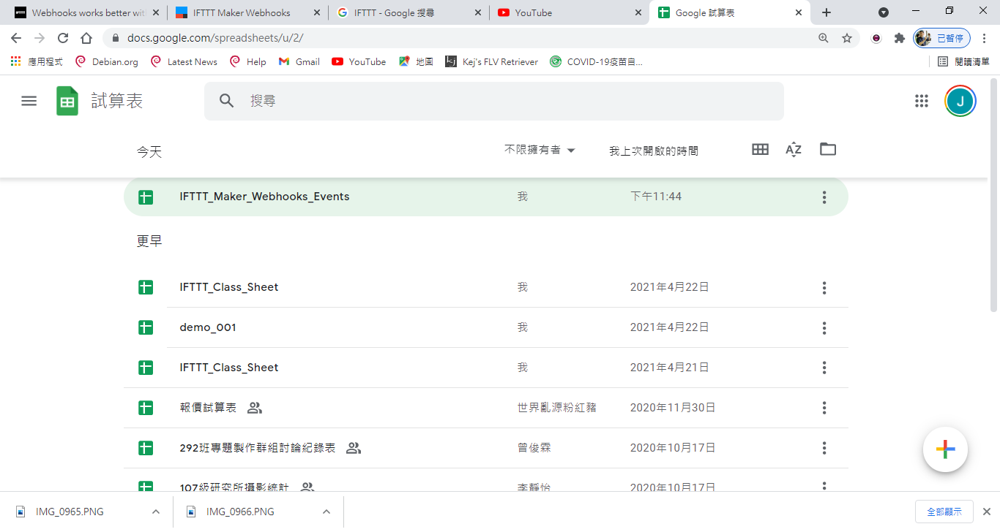 Webhooks works better wit
IFTTT Maker Webhooks
IFTTT - Google 搜尋
YouTube
Google 試算表
docs.google.com/spreadsheets/u/2/
已暫停
應用程式
Debian.org
Latest News
Help
Gmail
YouTube
地圖
Kej's FLV Retriever
COVID-19疫苗自...
閱讀清單
試算表
搜尋
J
今天
不限擁有者
我上次開啟的時間
AZ
IFTTT_Maker_Webhooks_Events 我 下午11:44
更早
IFTTT_Class_Sheet 我 2021年4月22日
demo_001 我 2021年4月22日
IFTTT_Class_Sheet 我 2021年4月21日
報價試算表 世界亂源粉紅豬 2020年11月30日
292班專題製作群組討論紀錄表 曾俊霖 2020年10月17日
107級研究所攝影統計 李靜怡 2020年10月17日
IMG_0965.PNG
IMG_0966.PNG
全部顯示